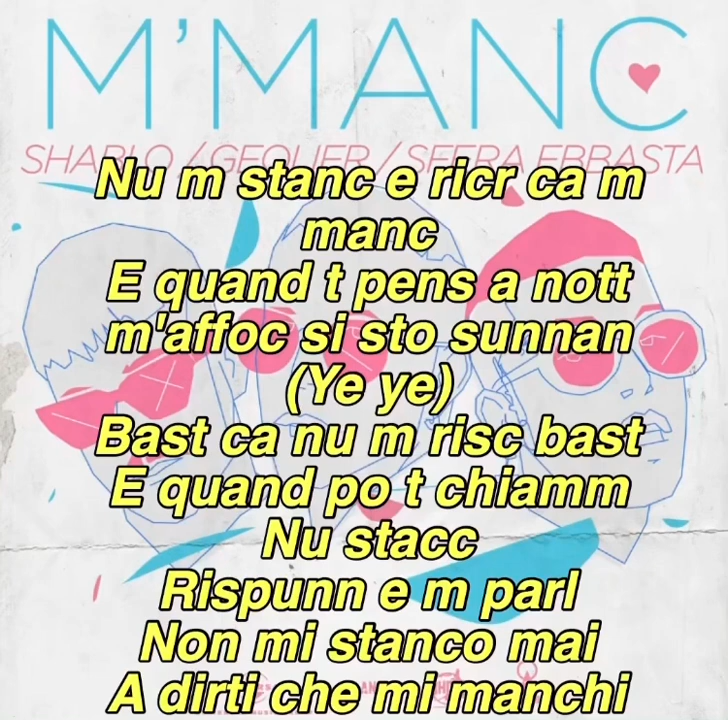 M'MANC
SHABLO / GEOLIER / SFERA EBBASTA
Nu m stanc e ricr ca m
manc
E quand t pens a nott
m'affoc si sto sunnan
(Ye ye)
Bast ca nu m risc bast
E quand po t chiamm
Nu stacc
Rispunn e m parl
Non mi stanco mai
A dirti che mi manchi